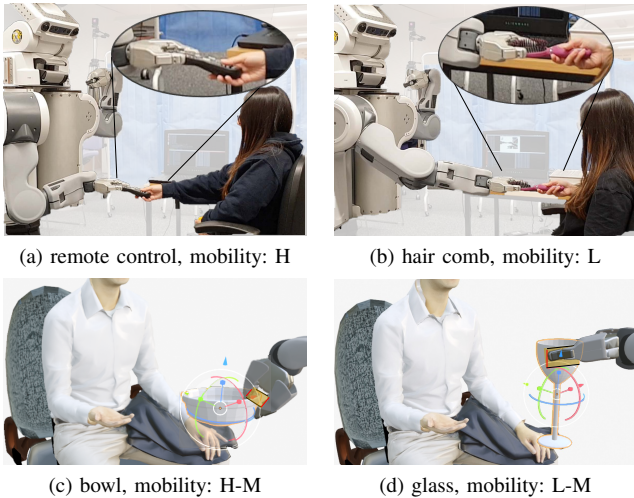 (a) remote control, mobility: H
(b) hair comb, mobility: L
(c) bowl, mobility: H-M
(d) glass, mobility: L-M